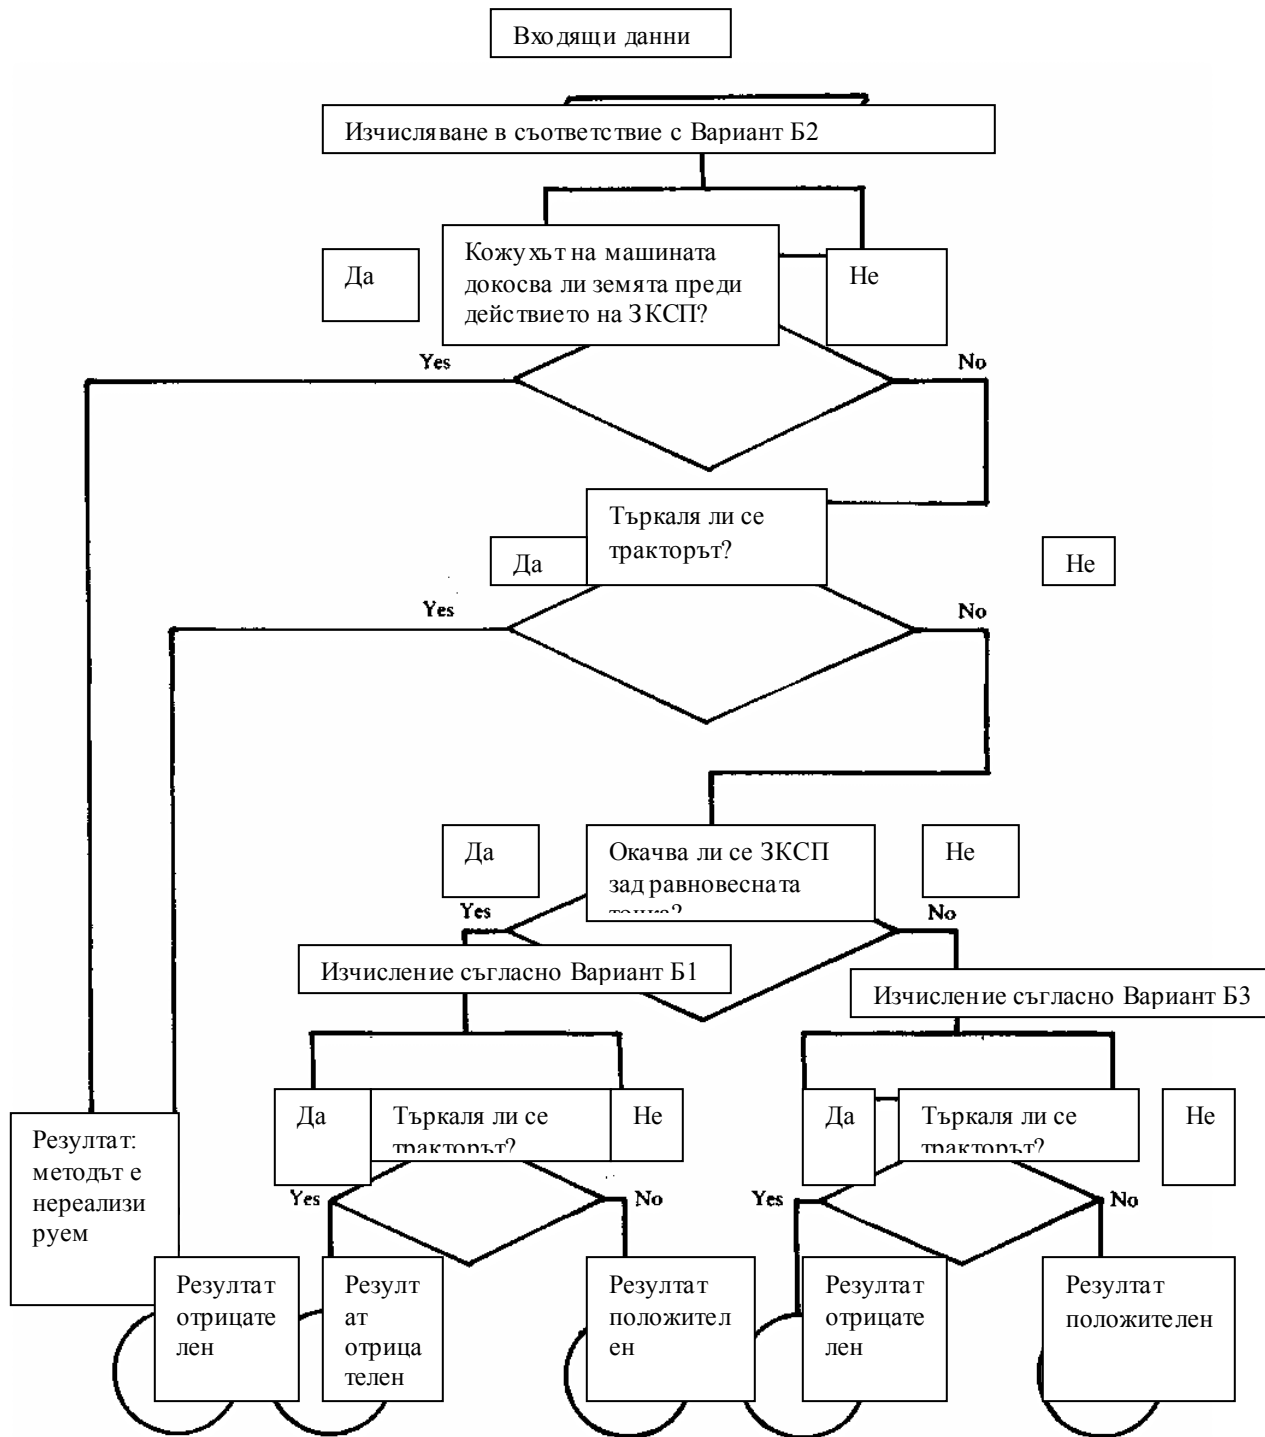 Входящи данни
Изчисляване в съответствие с Вариант Б2
Да
Кожухът на машината
докосва ли земята преди
действието на ЗКСП?
Не
Yes
No
Търкаля ли се
тракторът?
Да
Не
Yes
No
Да
Окачва ли се ЗКСП
зад равновесната
точка?
Не
Yes
No
Изчисление съгласно Вариант Б1
Изчисление съгласно Вариант Б3
Да
Търкаля ли се
тракторът?
Не
Да
Търкаля ли се
тракторът?
Не
Yes
No
Yes
No
Резултат:
методът е
нереализи
руем
Резултат
отрицате
лен
Резулт
ат
отрица
телен
Резултат
положител
ен
Резултат
отрицате
лен
Резултат
положителен